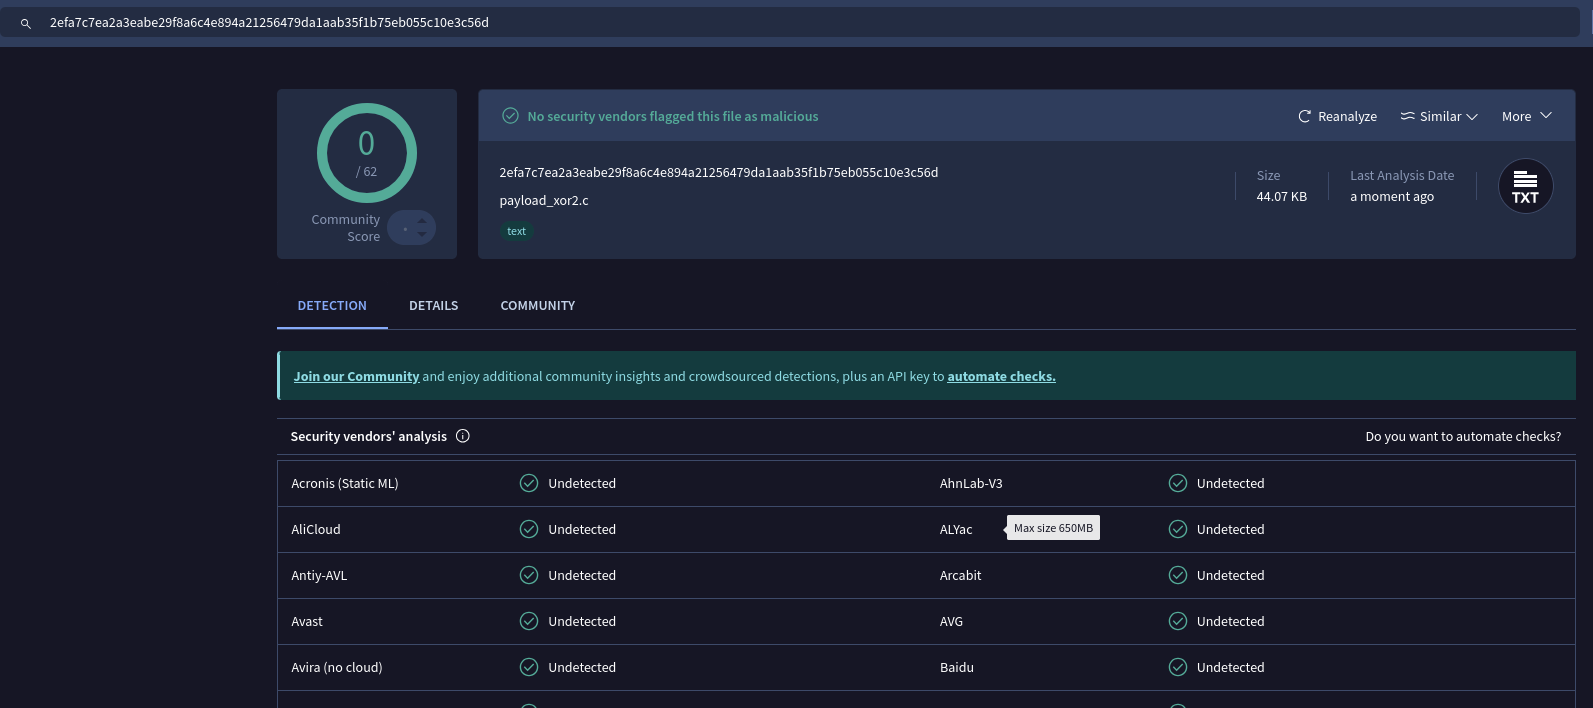 2efa7c7ea2a3eabe29f8a6c4e894a21256479da1aab35f1b75eb055c10e3c56d
0
/ 62
Community
Score
No security vendors flagged this file as malicious
Reanalyze
Similar
More
2efa7c7ea2a3eabe29f8a6c4e894a21256479da1aab35f1b75eb055c10e3c56d
payload_xor2.c
text
Size
44.07 KB
Last Analysis Date
a moment ago
TXT
DETECTION
DETAILS
COMMUNITY
Join our Community and enjoy additional community insights and crowdsourced detections, plus an API key to automate checks.
Security vendors' analysis
Do you want to automate checks?
Acronis (Static ML) Undetected AhnLab-V3 Undetected
AliCloud Undetected ALYac Max size 650MB Undetected
Antiy-AVL Undetected Arcabit Undetected
Avast Undetected AVG Undetected
Avira (no cloud) Undetected Baidu Undetected